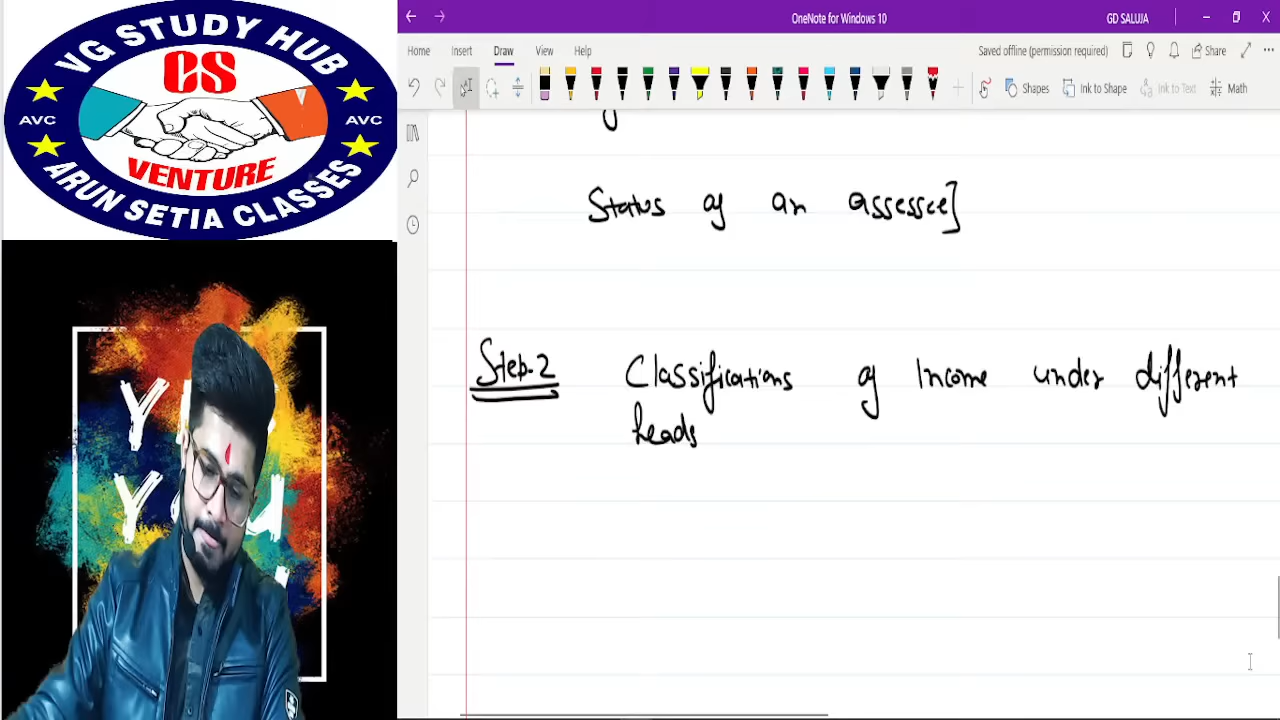 VG STUDY HUB
CS
AVC
AVC
VENTURE
ARUN SETIA CLASSES
OneNote for Windows 10
GD SALUJA
Home
Insert
Draw
View
Help
Saved offline (permission required)
Share
Shapes
Ink to Shape
Ink to Text
Math
Status of an assessee]
Step-2 Classifications of Income under different
heads